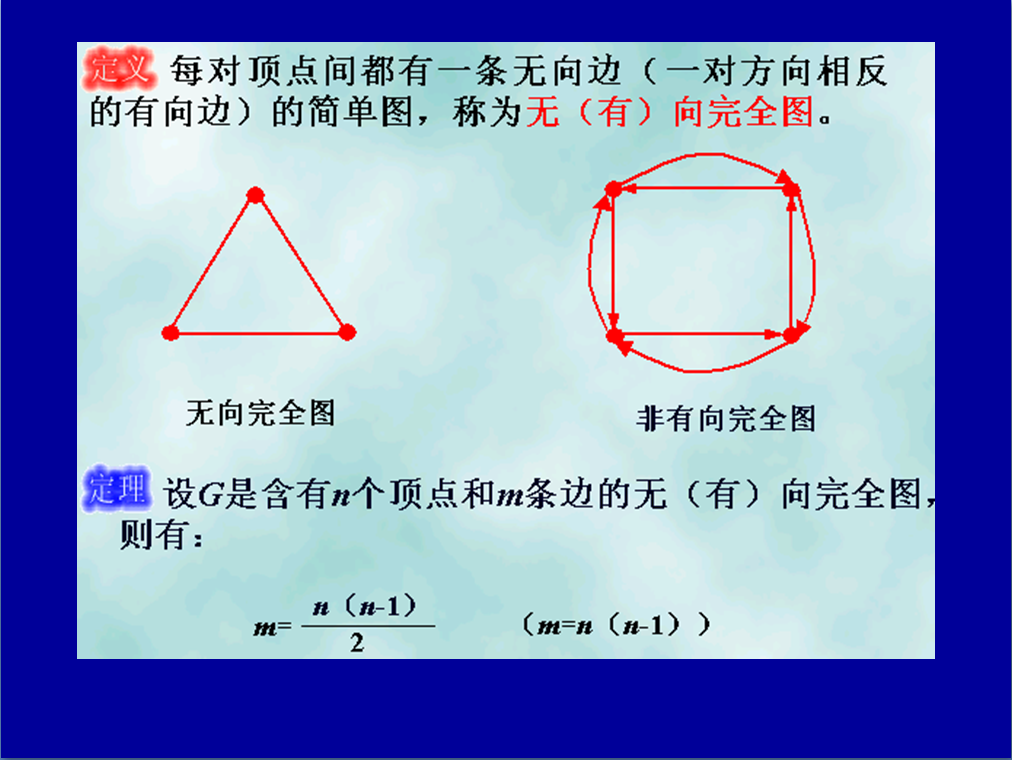 定义 每对顶点间都有一条无向边（一对方向相反
的有向边）的简单图，称为无（有）向完全图。
无向完全图
非有向完全图
定理 设G是含有n个顶点和m条边的无（有）向完全图，
则有：
m= n（n-1）/2 （m=n（n-1））